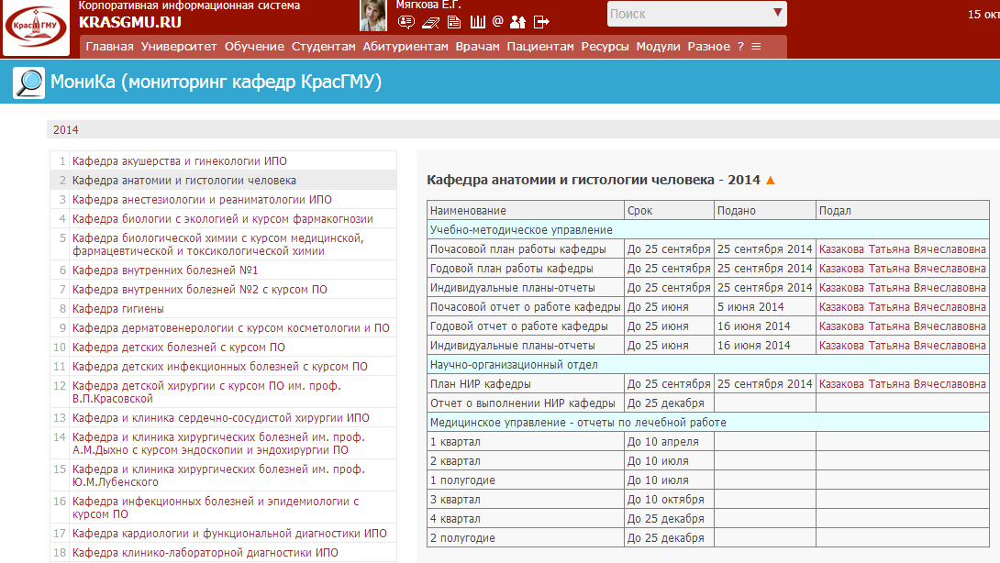 Корпоративная информационная система
KRASGMU.RU
КрасГМУ
Мягкова Е.Г.
Поиск
15 окт
Главная Университет Обучение Студентам Абитуриентам Врачам Пациентам Ресурсы Модули Разное ? ≡
МониКа (мониторинг кафедр КрасГМУ)
2014
1 Кафедра акушерства и гинекологии ИПО
2 Кафедра анатомии и гистологии человека
3 Кафедра анестезиологии и реаниматологии ИПО
4 Кафедра биологии с экологией и курсом фармакогнозии
5 Кафедра биологической химии с курсом медицинской,
фармацевтической и токсикологической химии
6 Кафедра внутренних болезней №1
7 Кафедра внутренних болезней №2 с курсом ПО
8 Кафедра гигиены
9 Кафедра дерматовенерологии с курсом косметологии и ПО
10 Кафедра детских болезней с курсом ПО
11 Кафедра детских инфекционных болезней с курсом ПО
12 Кафедра детской хирургии с курсом ПО им. проф.
В.П.Красовской
13 Кафедра и клиника сердечно-сосудистой хирургии ИПО
14 Кафедра и клиника хирургических болезней им. проф.
А.М.Дыхно с курсом эндоскопии и эндохирургии ПО
15 Кафедра и клиника хирургических болезней им. проф.
Ю.М.Лубенского
16 Кафедра инфекционных болезней и эпидемиологии с
курсом ПО
17 Кафедра кардиологии и функциональной диагностики ИПО
18 Кафедра клинико-лабораторной диагностики ИПО
Кафедра анатомии и гистологии человека - 2014 ▲
Наименование Срок Подано Подал
Учебно-методическое управление
Почасовой план работы кафедры До 25 сентября 25 сентября 2014 Казакова Татьяна Вячеславовна
Годовой план работы кафедры До 25 сентября 25 сентября 2014 Казакова Татьяна Вячеславовна
Индивидуальные планы-отчеты До 25 сентября 25 сентября 2014 Казакова Татьяна Вячеславовна
Почасовой отчет о работе кафедры До 25 июня 5 июня 2014 Казакова Татьяна Вячеславовна
Годовой отчет о работе кафедры До 25 июня 16 июня 2014 Казакова Татьяна Вячеславовна
Индивидуальные планы-отчеты До 25 июня 16 июня 2014 Казакова Татьяна Вячеславовна
Научно-организационный отдел
План НИР кафедры До 25 сентября 25 сентября 2014 Казакова Татьяна Вячеславовна
Отчет о выполнении НИР кафедры До 25 декабря
Медицинское управление - отчеты по лечебной работе
1 квартал До 10 апреля
2 квартал До 10 июля
1 полугодие До 10 июля
3 квартал До 10 октября
4 квартал До 25 декабря
2 полугодие До 25 декабря